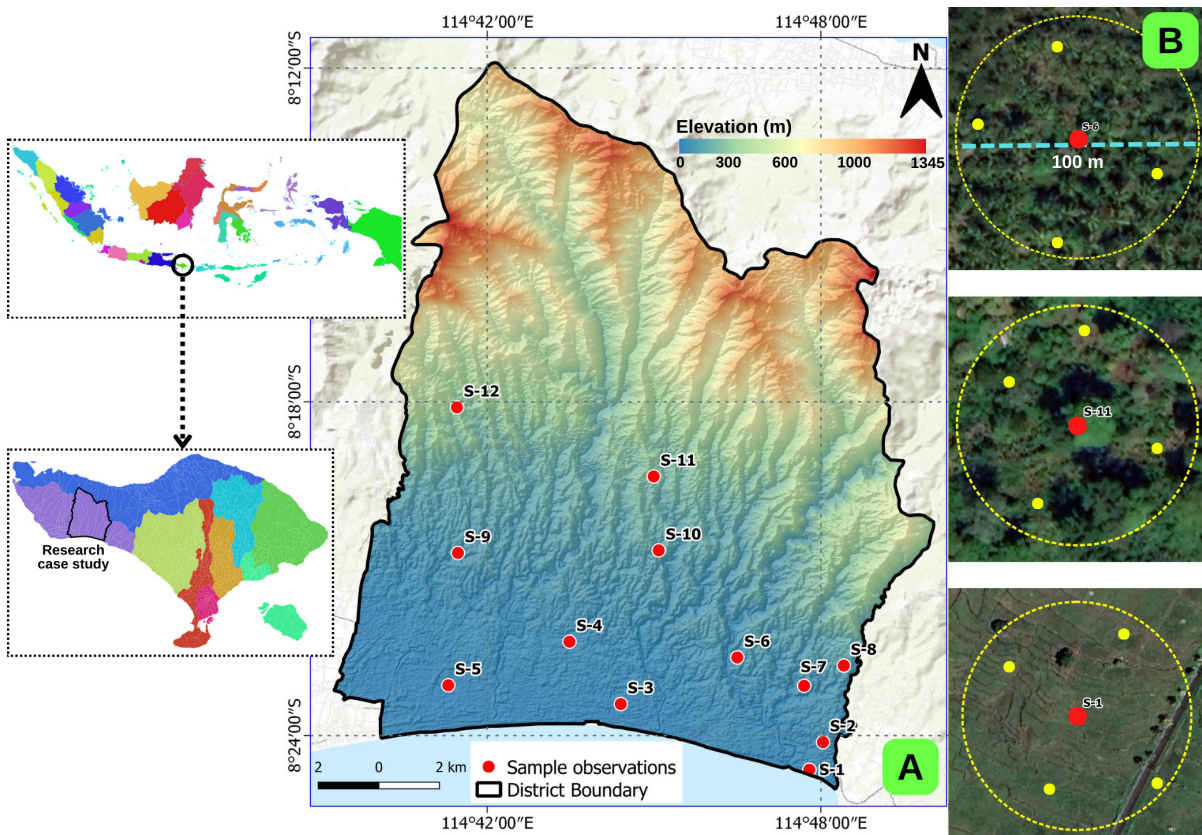 114°42′00″E
114°48′00″E
8°12′00″S
N
Elevation (m)
0 300 600 1000 1345
S-12
8°18′00″S
S-11
S-9
S-10
S-4
S-6
S-8
S-5
S-7
S-3
S-2
S-1
8°24′00″S
2 0 2 km
Sample observations
District Boundary
A
114°42′00″E
114°48′00″E
Research
case study
B
S-6
100 m
S-11
S-1